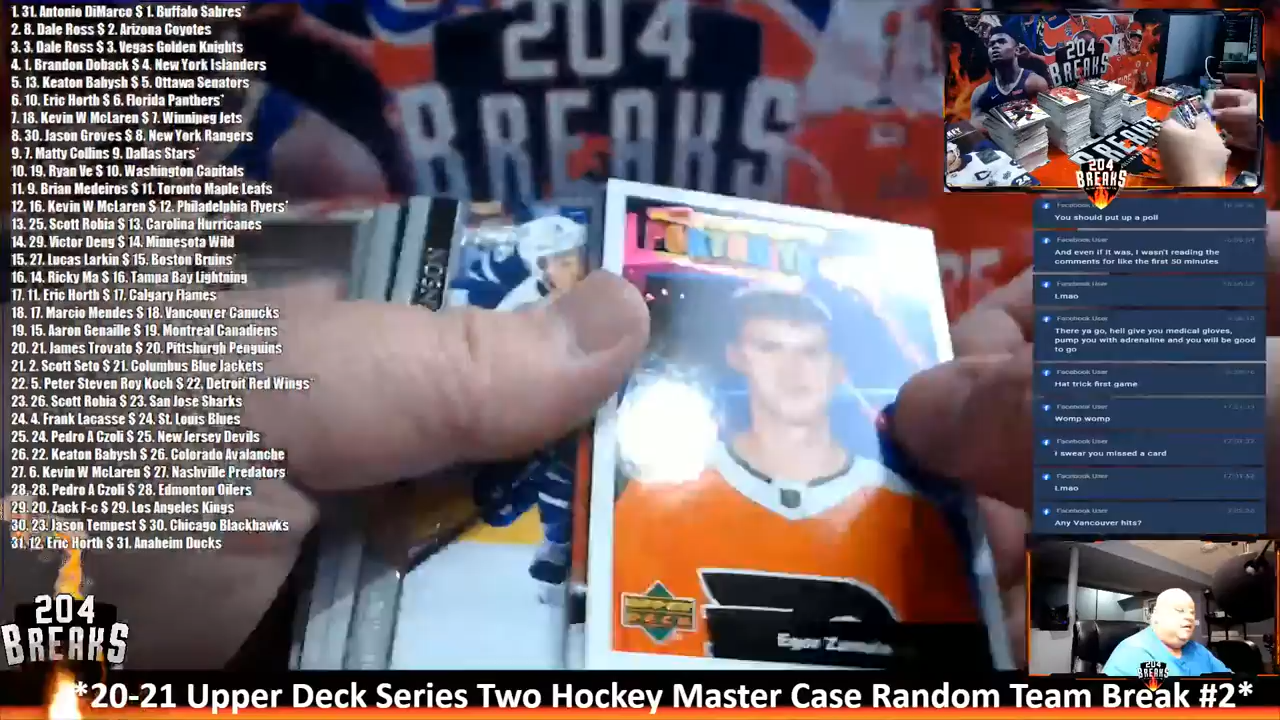 1. 31. Antonio DiMarco $ 1. Buffalo Sabres*
2. 8. Dale Ross $ 2. Arizona Coyotes
3. 3. Dale Ross $ 3. Vegas Golden Knights
4. 1. Brandon Doback $ 4. New York Islanders
5. 13. Keaton Babysh $ 5. Ottawa Senators
6. 10. Eric Horth $ 6. Florida Panthers*
7. 18. Kevin W McLaren $ 7. Winnipeg Jets
8. 30. Jason Groves $ 8. New York Rangers
9. 7. Matty Collins 9. Dallas Stars*
10. 19. Ryan Ve $ 10. Washington Capitals
11. 9. Brian Medeiros $ 11. Toronto Maple Leafs
12. 16. Kevin W McLaren $ 12. Philadelphia Flyers*
13. 25. Scott Robia $ 13. Carolina Hurricanes
14. 29. Victor Deng $ 14. Minnesota Wild
15. 27. Lucas Larkin $ 15. Boston Bruins*
16. 14. Ricky Ma $ 16. Tampa Bay Lightning
17. 11. Eric Horth $ 17. Calgary Flames
18. 17. Marcio Mendes $ 18. Vancouver Canucks
19. 15. Aaron Genaille $ 19. Montreal Canadiens
20. 21. James Trovato $ 20. Pittsburgh Penguins
21. 2. Scott Seto $ 21. Columbus Blue Jackets
22. 5. Peter Steven Roy Koch $ 22. Detroit Red Wings*
23. 26. Scott Robia $ 23. San Jose Sharks
24. 4. Frank Lacasse $ 24. St. Louis Blues
25. 24. Pedro A Czoli $ 25. New Jersey Devils
26. 22. Keaton Babysh $ 26. Colorado Avalanche
27. 6. Kevin W McLaren $ 27. Nashville Predators
28. 28. Pedro A Czoli $ 28. Edmonton Oilers
29. 20. Zack F-c $ 29. Los Angeles Kings
30. 23. Jason Tempest $ 30. Chicago Blackhawks
31. 12. Eric Horth $ 31. Anaheim Ducks
204
BREAKS
204
BREAKS
UPPER
DECK
Egor
204
BREAKS
BREAKS
204
BREAKS
Facebook User
You should put up a poll
Facebook User
And even if it was, I wasn't reading the
comments for like the first 50 minutes
Facebook User
Lmao
Facebook User
There ya go, hell give you medical gloves,
pump you with adrenaline and you will be good
to go
Facebook User
Hat trick first game
Facebook User
Womp womp
Facebook User
I swear you missed a card
Facebook User
Lmao
Facebook User
Any Vancouver hits?
204
BREAKS
*20-21 Upper Deck Series Two Hockey Master Case Random Team Break #2*